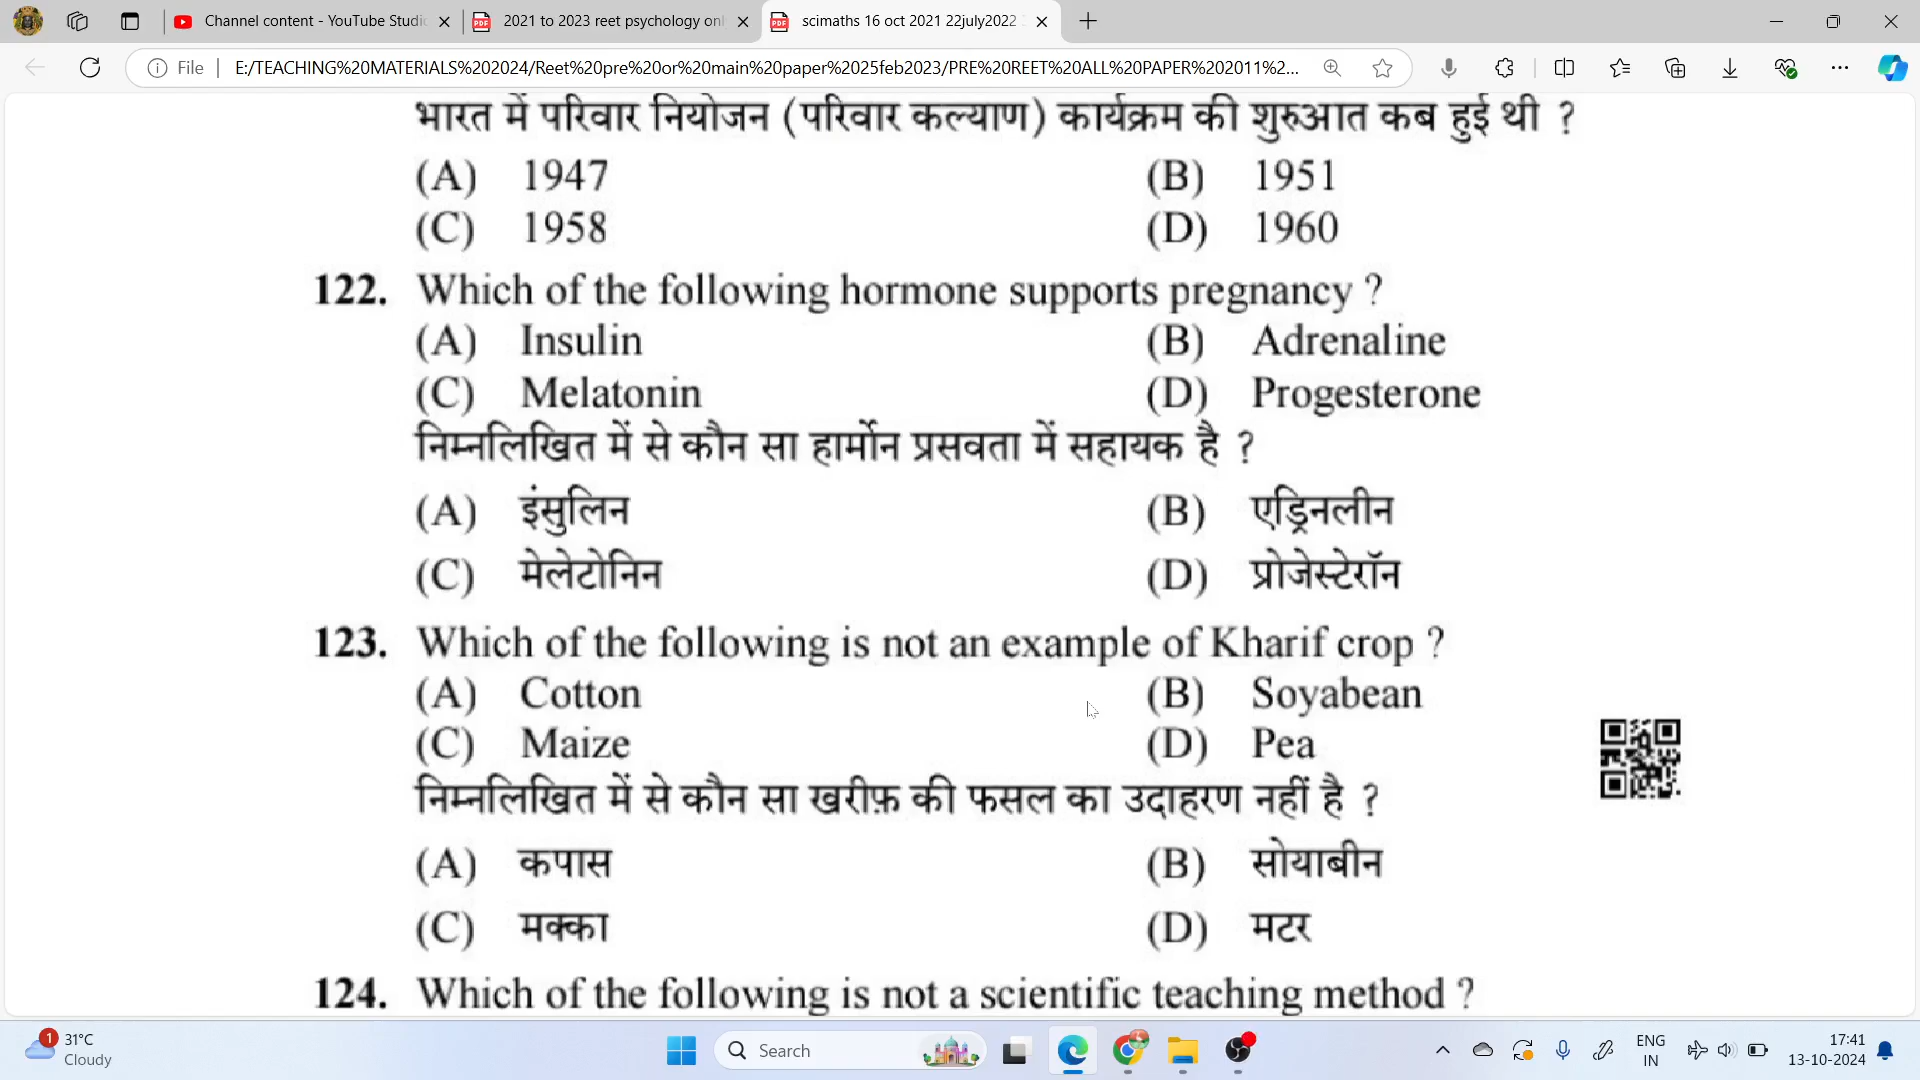 Channel content - YouTube Studio
2021 to 2023 reet psychology onl
scimaths 16 oct 2021 22july2022
File
E:/TEACHING%20MATERIALS%202024/Reet%20pre%20or%20main%20paper%2025feb2023/PRE%20REET%20ALL%20PAPER%202011%2...
भारत में परिवार नियोजन (परिवार कल्याण) कार्यक्रम की शुरुआत कब हुई थी ?
(A) 1947 (B) 1951
(C) 1958 (D) 1960
122. Which of the following hormone supports pregnancy ?
(A) Insulin (B) Adrenaline
(C) Melatonin (D) Progesterone
निम्नलिखित में से कौन सा हार्मोन प्रसवता में सहायक है ?
(A) इंसुलिन (B) एड्रिनलीन
(C) मेलेटोनिन (D) प्रोजेस्टेरॉन
123. Which of the following is not an example of Kharif crop ?
(A) Cotton (B) Soyabean
(C) Maize (D) Pea
निम्नलिखित में से कौन सा खरीफ़ की फसल का उदाहरण नहीं है ?
(A) कपास (B) सोयाबीन
(C) मक्का (D) मटर
124. Which of the following is not a scientific teaching method ?
1
31°C
Cloudy
Search
ENG
IN
17:41
13-10-2024